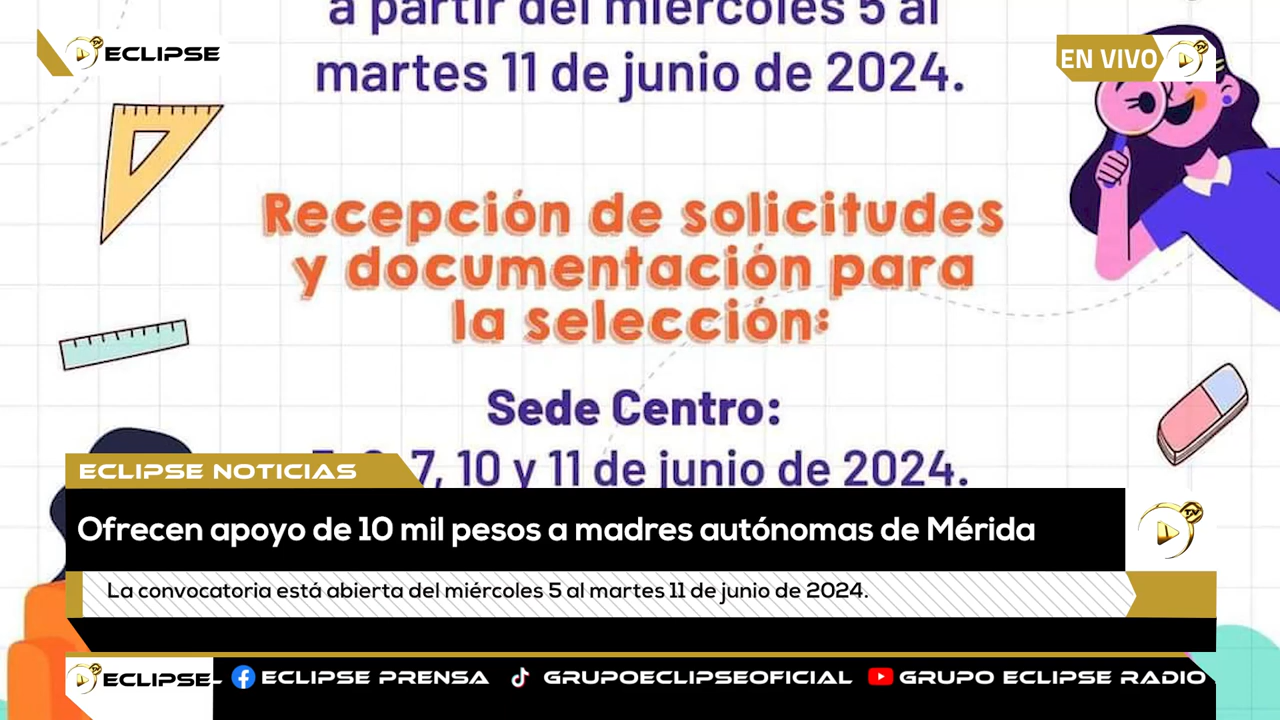 a partir del miércoles 5 al
ECLIPSE
EN VIVO
martes 11 de junio de 2024.
Recepción de solicitudes
y documentación para
la selección:
Sede Centro:
7, 10 y 11 de junio de 2024.
ECLIPSE NOTICIAS
Ofrecen apoyo de 10 mil pesos a madres autónomas de Mérida
La convocatoria está abierta del miércoles 5 al martes 11 de junio de 2024.
ECLIPSE ECLIPSE PRENSA GRUPOECLIPSEOFICIAL GRUPO ECLIPSE RADIO